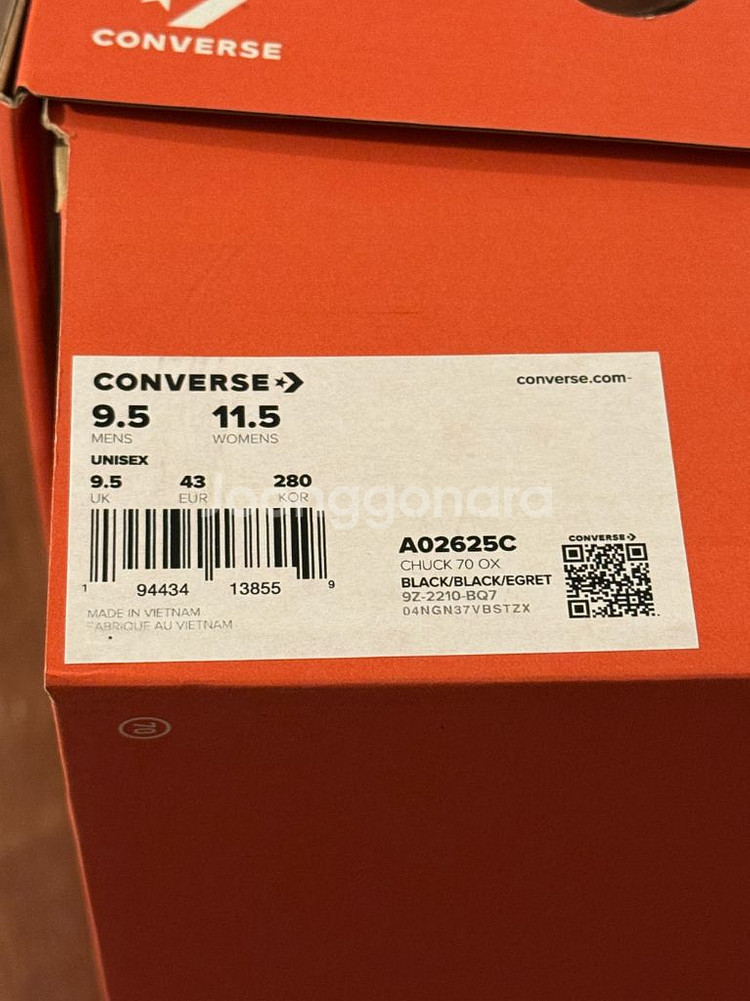 CONVERSE
CONVERSE
converse.com
9.5 11.5
MENS WOMENS
UNISEX
9.5 43 280
UK EUR KOR
Joonggonara
1 94434 13855 9
MADE IN VIETNAM
FABRIQUE AU VIETNAM
A02625C
CHUCK 70 OX
BLACK/BLACK/EGRET
9Z-2210-BQ7
04NGN37VBSTZX
CONVERSE
70